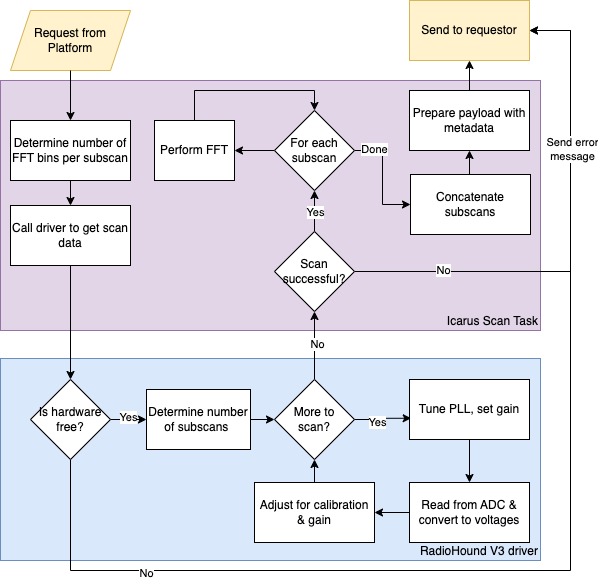 Request from
Platform
Send to requestor
Determine number of
FFT bins per subscan
Perform FFT
For each
subscan
Done
Prepare payload with
metadata
Send error
message
Call driver to get scan
data
Concatenate
subscans
Yes
Scan
successful?
No
Icarus Scan Task
No
Is hardware
free?
Yes
Determine number
of subscans
More to
scan?
Yes
Tune PLL, set gain
Adjust for calibration
& gain
Read from ADC &
convert to voltages
RadioHound V3 driver
No